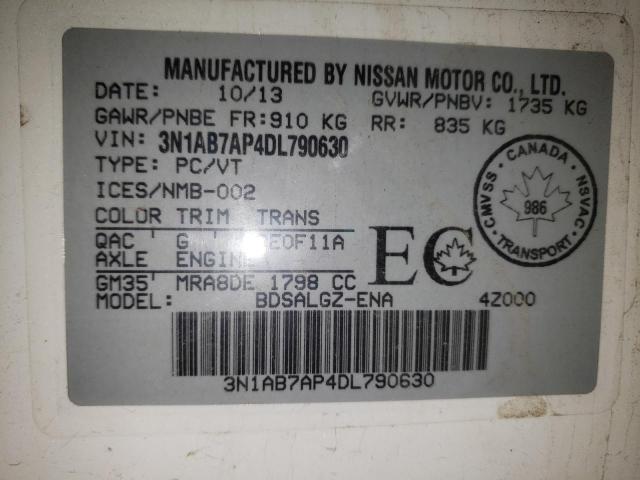 MANUFACTURED BY NISSAN MOTOR CO., LTD.
DATE: 10/13 GVWR/PNBV: 1735 KG
GAWR/PNBE FR:910 KG RR: 835 KG
VIN: 3N1AB7AP4DL790630
TYPE: PC/VT
ICES/NMB-002
COLOR TRIM TRANS
QAC ' G ' E0F11A
AXLE ENGINE
GM35' MRA8DE 1798 CC
MODEL: BDSALGZ-ENA 4Z000
EC
CMVSS · CANADA · NSVAC
986
TRANSPORT
3N1AB7AP4DL790630